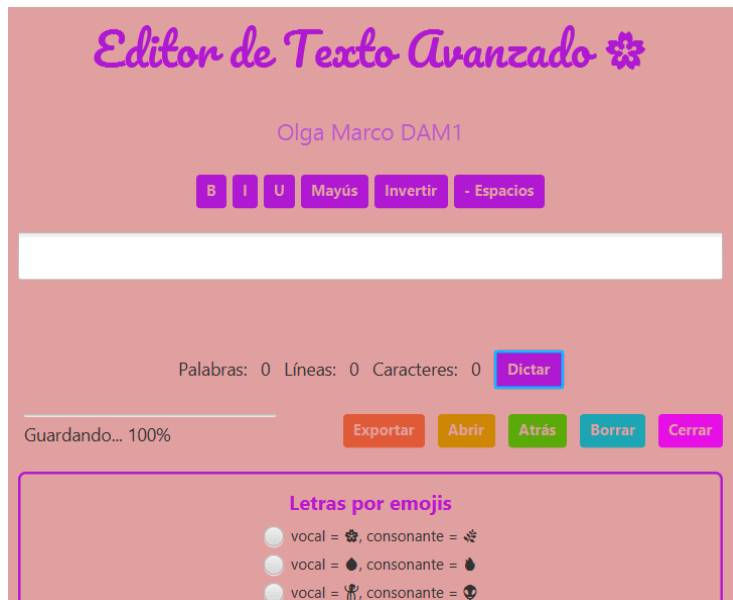 Editor de Texto Avanzado
Olga Marco DAM1
B I U Mayús Invertir - Espacios
Palabras: 0 Líneas: 0 Caracteres: 0 Dictar
Guardando... 100% Exportar Abrir Atrás Borrar Cerrar
Letras por emojis
vocal = , consonante =
vocal = , consonante =
vocal = , consonante =